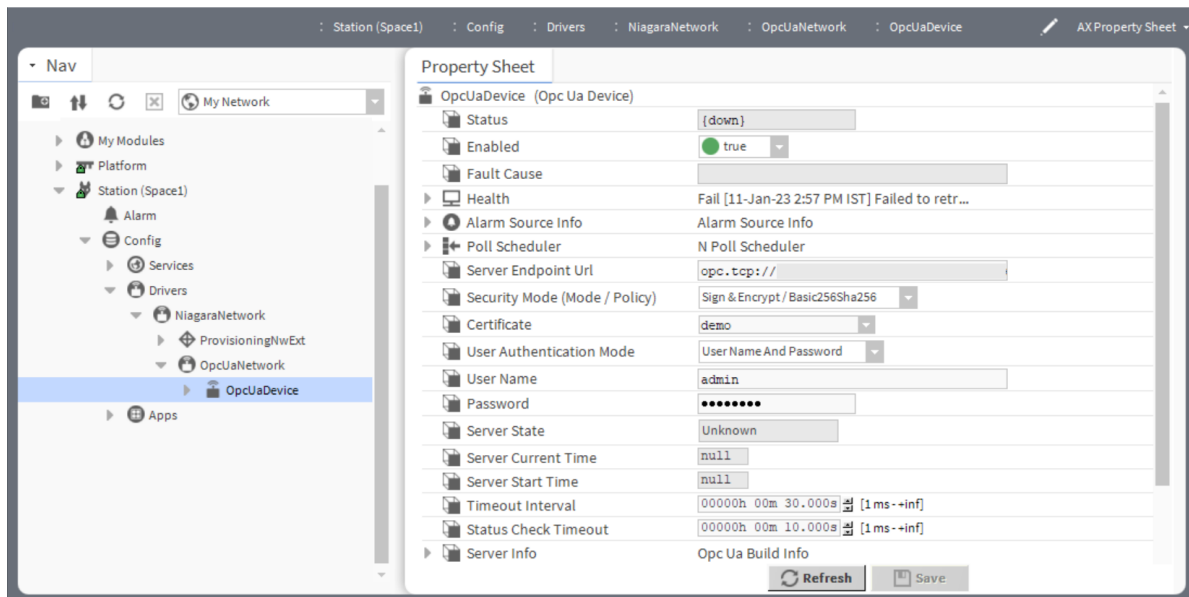 : Station (Space1) : Config : Drivers : NiagaraNetwork : OpcUaNetwork : OpcUaDevice AX Property Sheet
Nav
My Network
My Modules
Platform
Station (Space1)
Alarm
Config
Services
Drivers
NiagaraNetwork
ProvisioningNwExt
OpcUaNetwork
OpcUaDevice
Apps
Property Sheet
OpcUaDevice (Opc Ua Device)
Status {down}
Enabled true
Fault Cause
Health Fail [11-Jan-23 2:57 PM IST] Failed to retr...
Alarm Source Info Alarm Source Info
Poll Scheduler N Poll Scheduler
Server Endpoint Url opc.tcp://
Security Mode (Mode / Policy) Sign & Encrypt / Basic256Sha256
Certificate demo
User Authentication Mode User Name And Password
User Name admin
Password ●●●●●●●●
Server State Unknown
Server Current Time null
Server Start Time null
Timeout Interval 00000h 00m 30.000s [1 ms - +inf]
Status Check Timeout 00000h 00m 10.000s [1 ms - +inf]
Server Info Opc Ua Build Info
Refresh Save